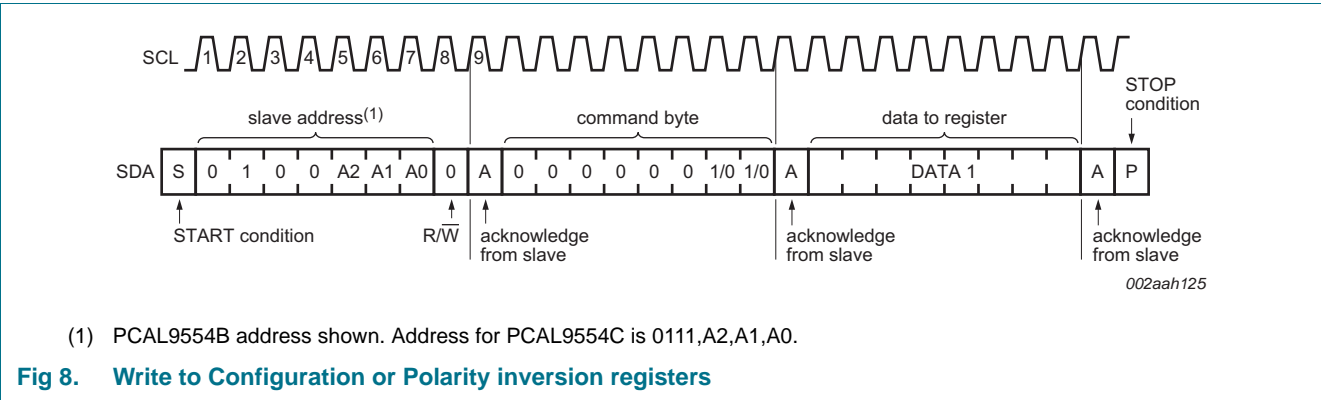 SCL 1 2 3 4 5 6 7 8 9
STOP
condition
slave address(1) command byte data to register
SDA S 0 1 0 0 A2 A1 A0 0 A 0 0 0 0 0 0 1/0 1/0 A DATA 1 A P
START condition R/W̅ acknowledge acknowledge acknowledge
from slave from slave from slave
002aah125
(1) PCAL9554B address shown. Address for PCAL9554C is 0111,A2,A1,A0.
Fig 8. Write to Configuration or Polarity inversion registers